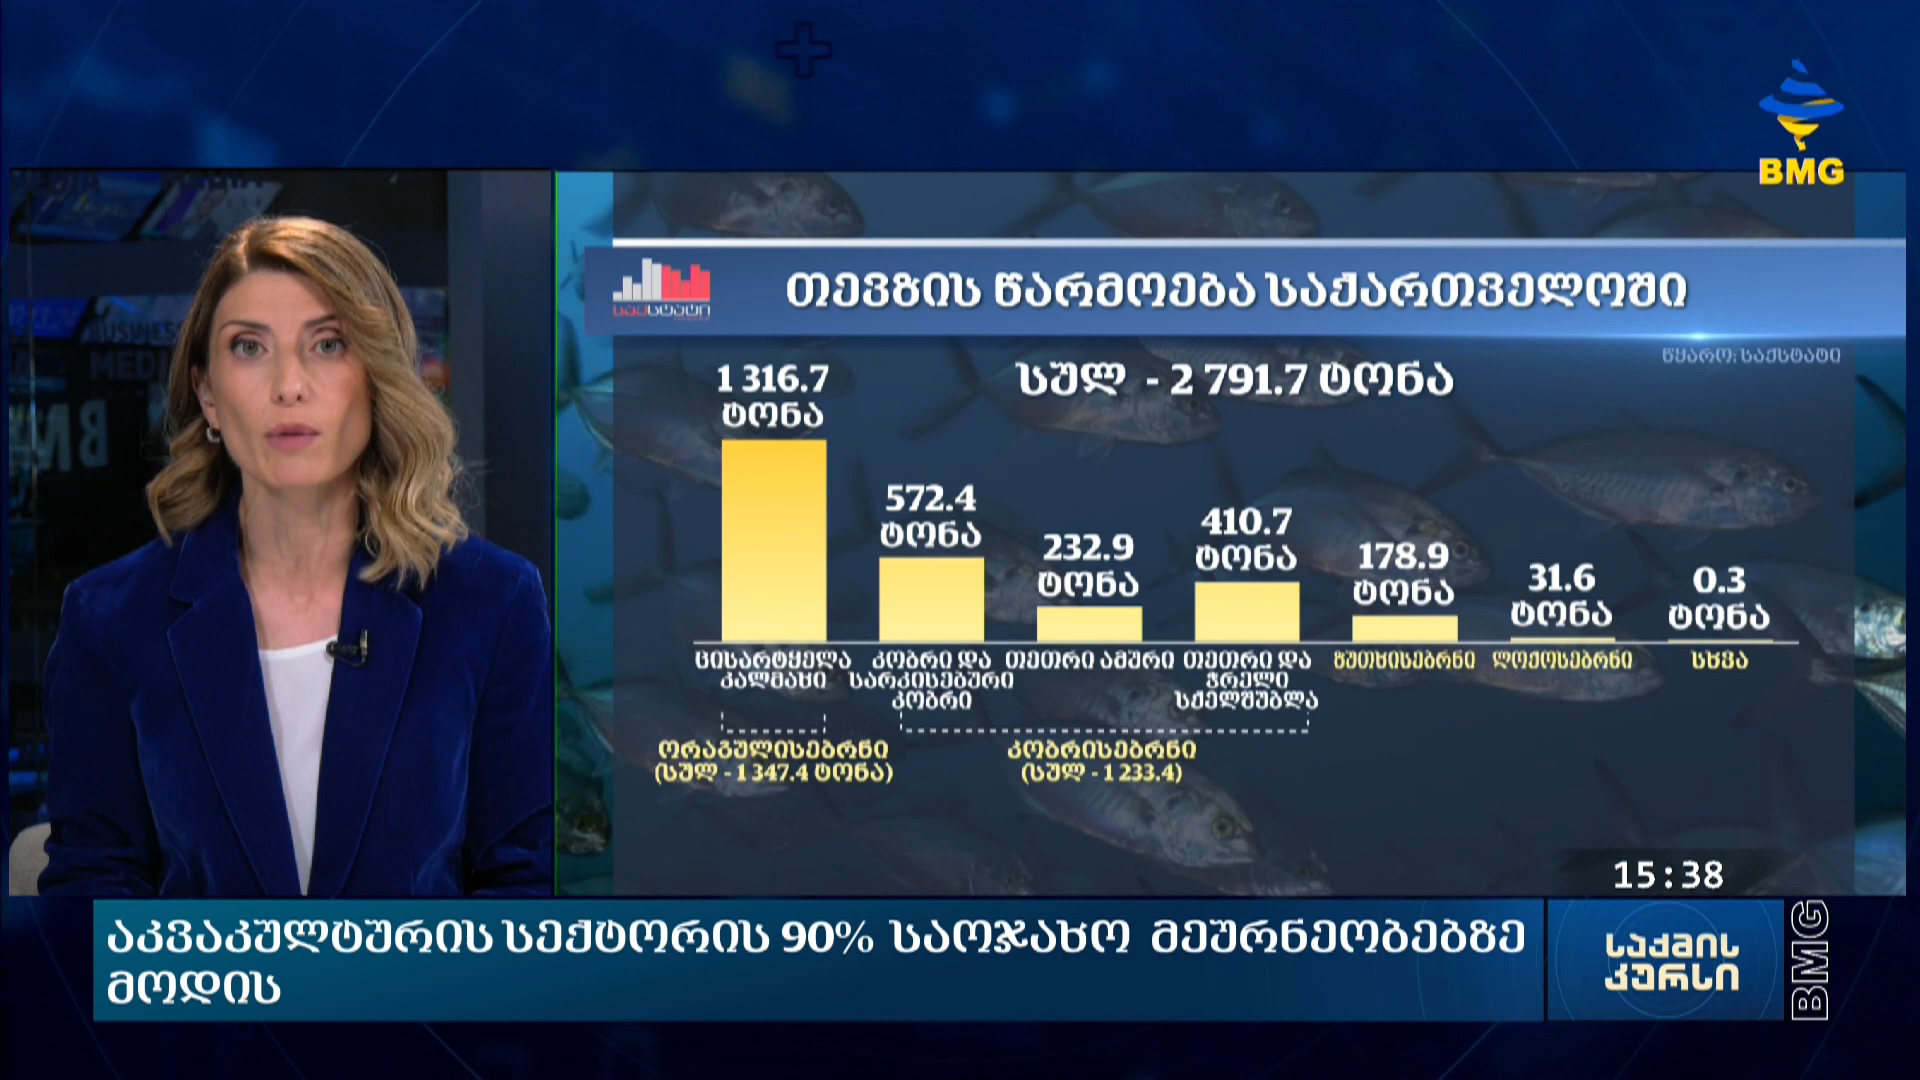 BMG
BUSINESS
MEDI
საქსტატი
თევზის წარმოება საქართველოში
წყარო: საქსტატი
სულ - 2 791.7 ტონა
1 316.7
ტონა
572.4
ტონა
232.9
ტონა
410.7
ტონა
178.9
ტონა
31.6
ტონა
0.3
ტონა
ცისარტყელა
კალმახი
კობრი და
სარკისებური
კობრი
თეთრი ამური
თეთრი და
ჭრელი
სქელშუბლა
ზუთხისებრნი
ლოქოსებრნი
სხვა
ორაგულისებრნი
(სულ - 1 347.4 ტონა)
კობრისებრნი
(სულ - 1 233.4)
15:38
აკვაკულტურის სექტორის 90% საოჯახო მეურნეობებზე
მოდის
საქმის
კურსი
BMG